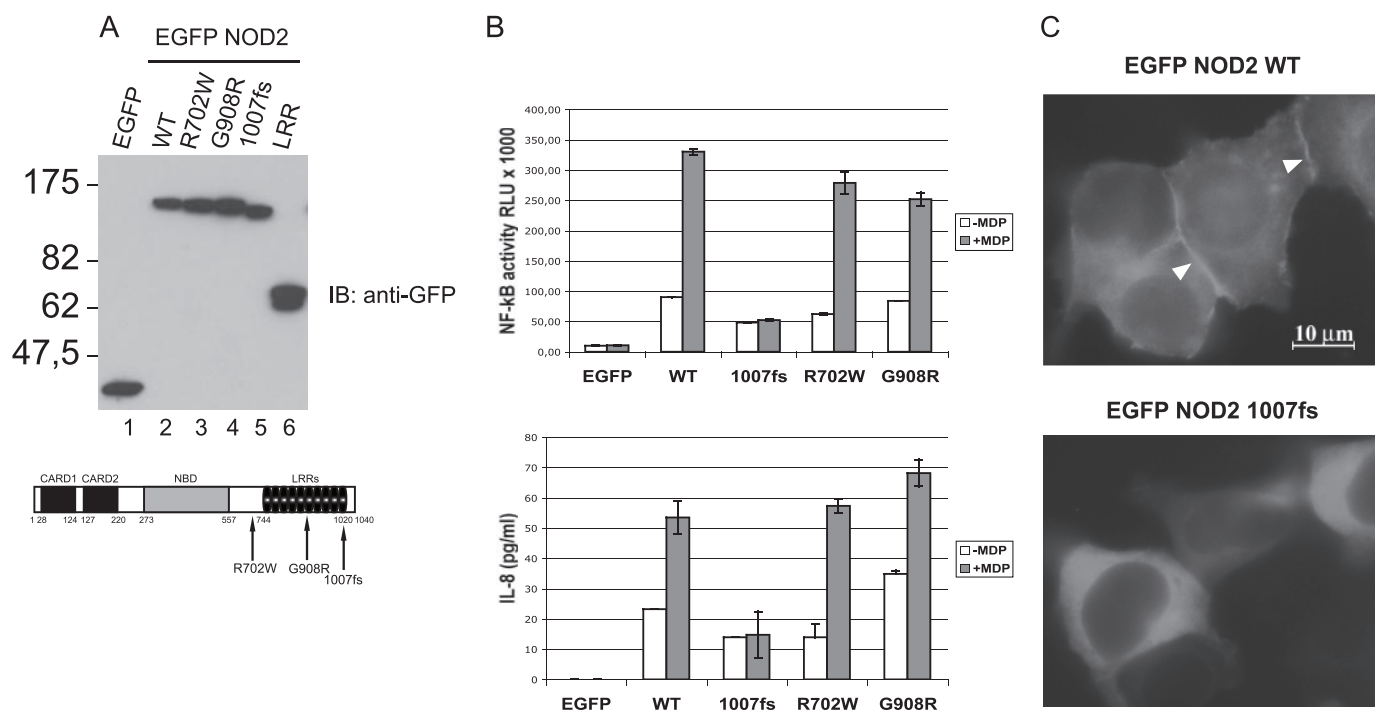 A
EGFP NOD2
EGFP
WT
R702W
G908R
1007fs
LRR
175
82
62
47,5
IB: anti-GFP
1 2 3 4 5 6
CARD1 CARD2 NBD LRRs
1 28 124 127 220 273 557 744 1020 1040
R702W G908R 1007fs
B
NF-kB activity RLU x 1000
400,00
350,00
300,00
250,00
200,00
150,00
100,00
50,00
0,00
EGFP WT 1007fs R702W G908R
-MDP
+MDP
IL-8 (pg/ml)
80
70
60
50
40
30
20
10
0
EGFP WT 1007fs R702W G908R
-MDP
+MDP
C
EGFP NOD2 WT
10 µm
EGFP NOD2 1007fs